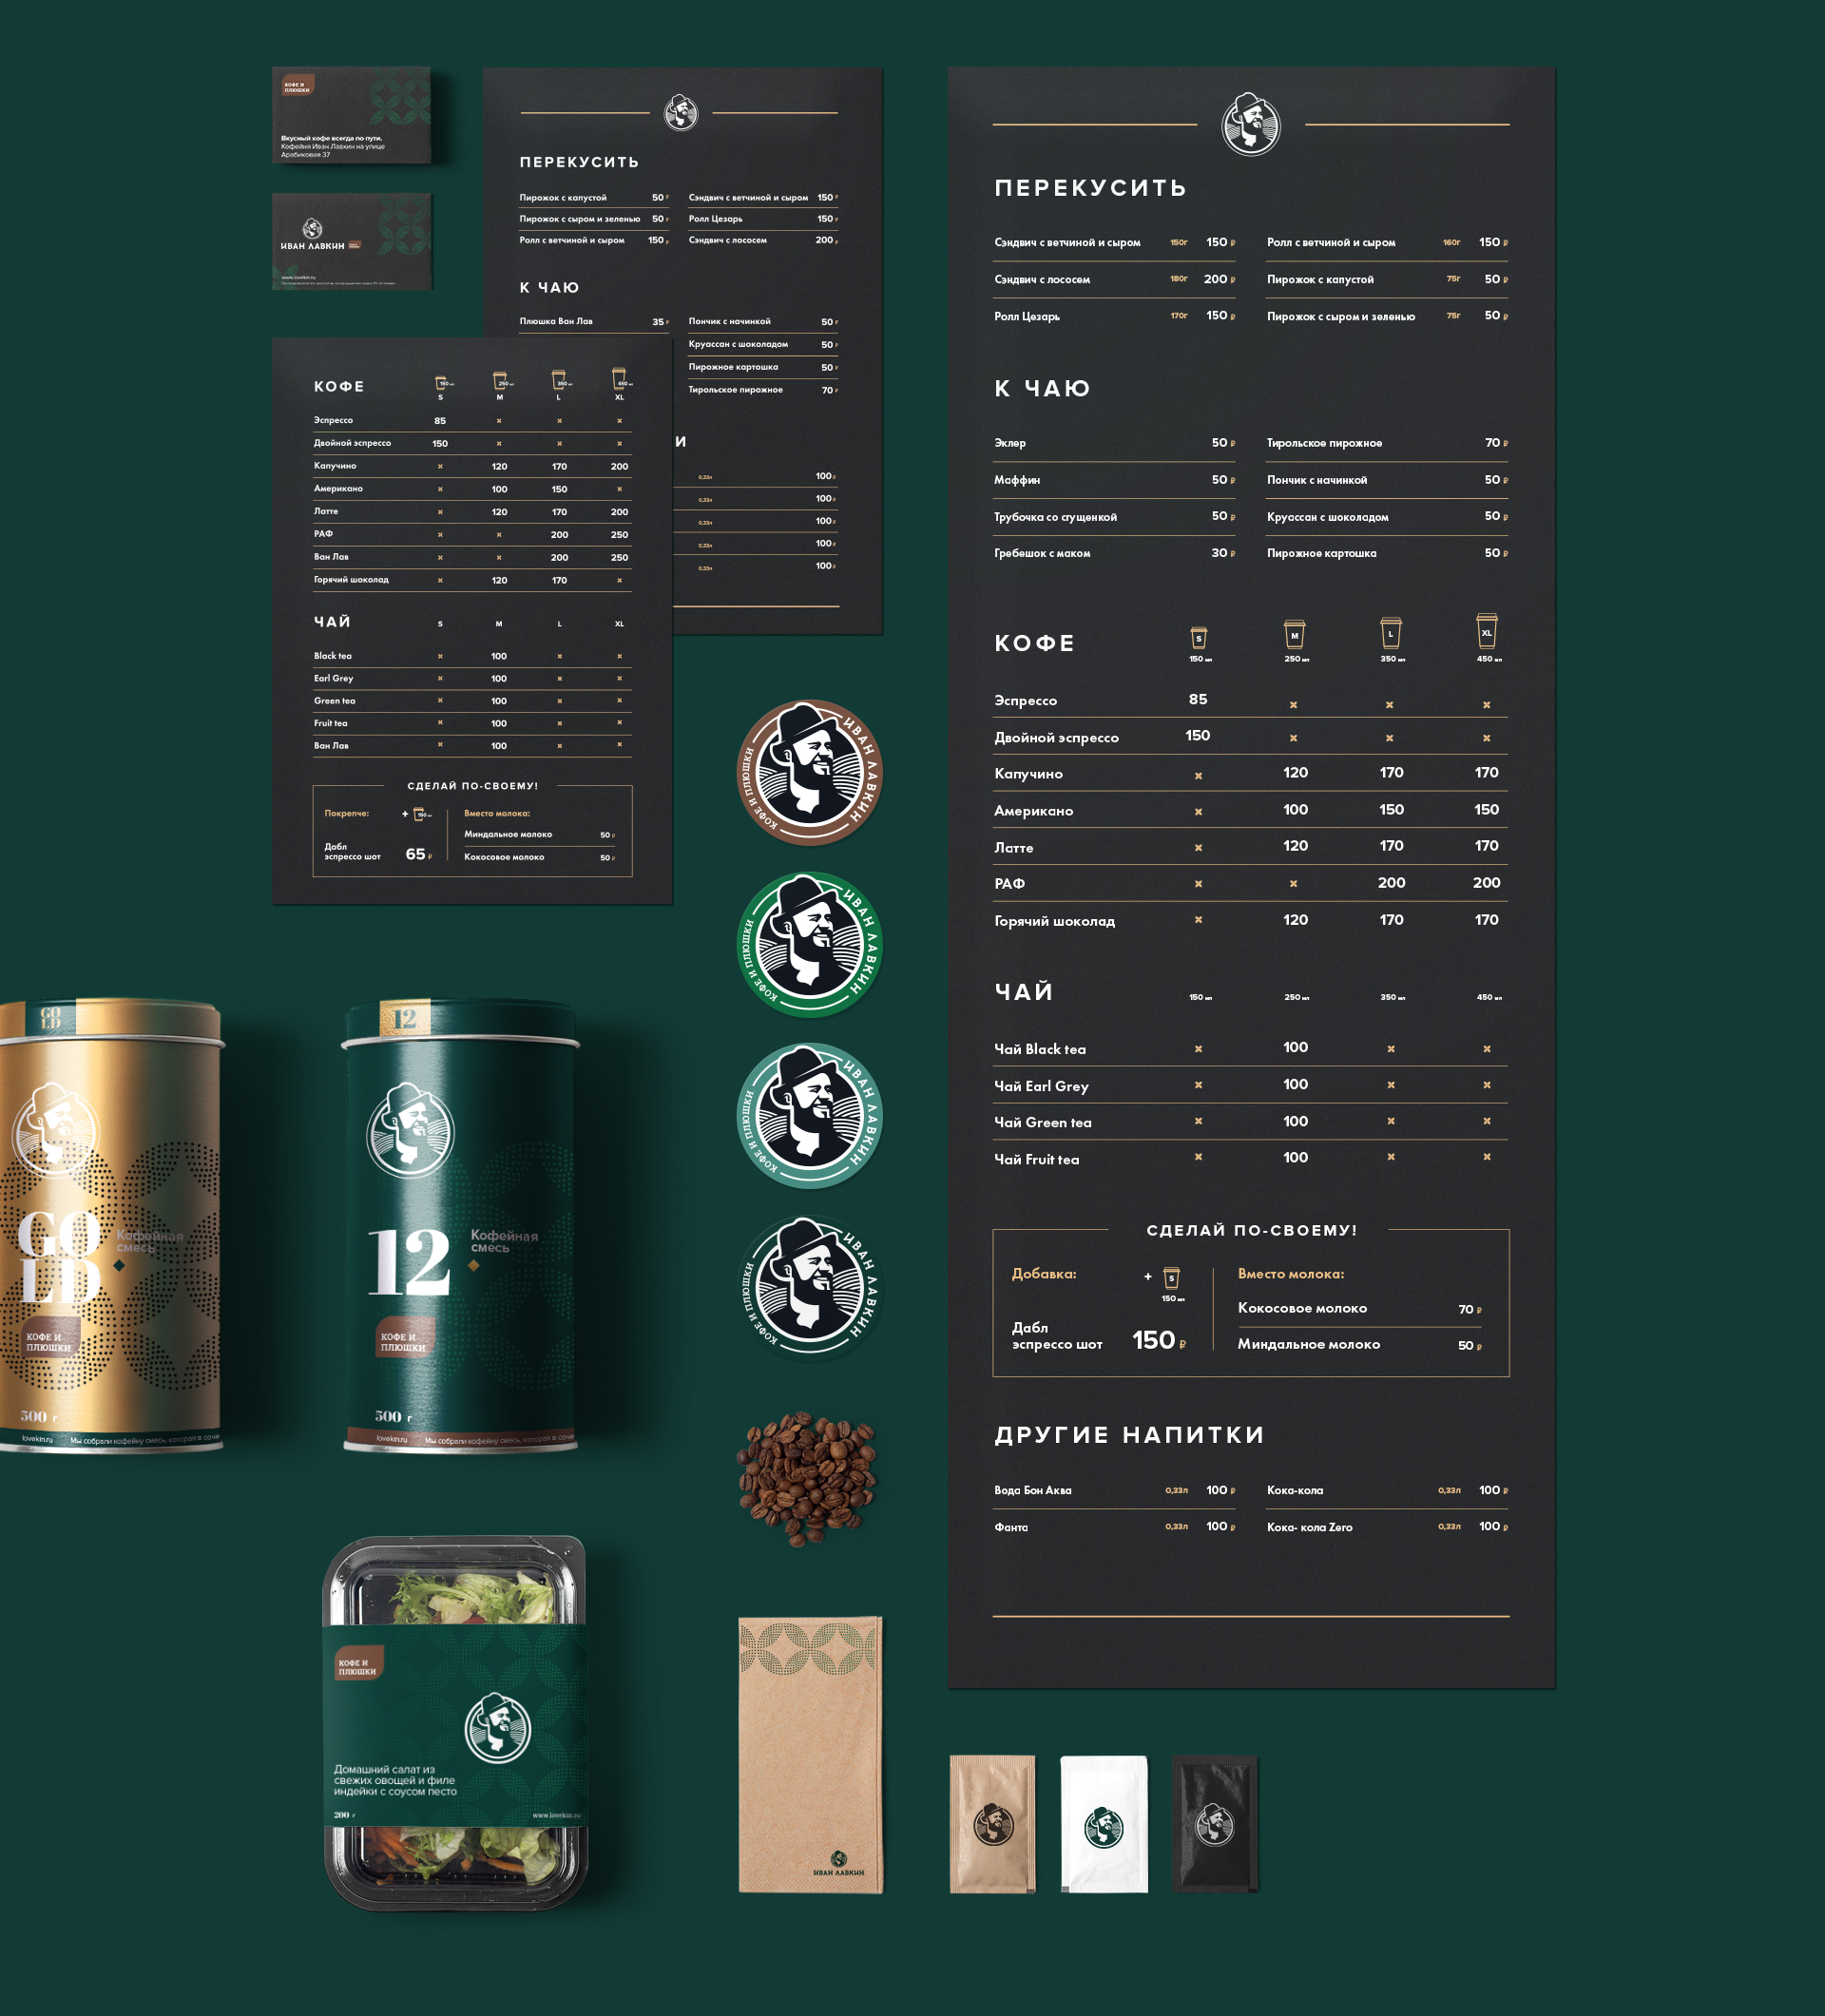 КОФЕ И
ПЛЮШКИ
Вкусный кофе всегда по пути.
Кофейня Иван Лавкин на улице
Арабиковая 37
ИВАН ЛАВКИН
www.lovekin.ru
ПЕРЕКУСИТЬ
Пирожок с капустой 50 ₽ Сэндвич с ветчиной и сыром 150 ₽
Пирожок с сыром и зеленью 50 ₽ Ролл Цезарь 150 ₽
Ролл с ветчиной и сыром 150 ₽ Сэндвич с лососем 200 ₽
К ЧАЮ
Плюшка Ван Лав 35 ₽ Пончик с начинкой 50 ₽
Круассан с шоколадом 50 ₽
Пирожное картошка 50 ₽
Тирольское пирожное 70 ₽
И
0,33л 100 ₽
0,33л 100 ₽
0,33л 100 ₽
0,33л 100 ₽
0,33л 100 ₽
КОФЕ 150 мл 250 мл 350 мл 450 мл
S M L XL
Эспрессо 85 × × ×
Двойной эспрессо 150 × × ×
Капучино × 120 170 200
Американо × 100 150 ×
Латте × 120 170 200
РАФ × × 200 250
Ван Лав × × 200 250
Горячий шоколад × 120 170 ×
ЧАЙ S M L XL
Black tea × 100 × ×
Earl Grey × 100 × ×
Green tea × 100 × ×
Fruit tea × 100 × ×
Ван Лав × 100 × ×
СДЕЛАЙ ПО-СВОЕМУ!
Покрепче: + 150 мл Вместо молока:
Миндальное молоко 50 ₽
Дабл
эспрессо шот 65 ₽ Кокосовое молоко 50 ₽
ПЕРЕКУСИТЬ
Сэндвич с ветчиной и сыром 150г 150 ₽ Ролл с ветчиной и сыром 160г 150 ₽
Сэндвич с лососем 180г 200 ₽ Пирожок с капустой 75г 50 ₽
Ролл Цезарь 170г 150 ₽ Пирожок с сыром и зеленью 75г 50 ₽
К ЧАЮ
Эклер 50 ₽ Тирольское пирожное 70 ₽
Маффин 50 ₽ Пончик с начинкой 50 ₽
Трубочка со сгущенкой 50 ₽ Круассан с шоколадом 50 ₽
Гребешок с маком 30 ₽ Пирожное картошка 50 ₽
КОФЕ S M L XL
150 мл 250 мл 350 мл 450 мл
Эспрессо 85 × × ×
Двойной эспрессо 150 × × ×
Капучино × 120 170 170
Американо × 100 150 150
Латте × 120 170 170
РАФ × × 200 200
Горячий шоколад × 120 170 170
ЧАЙ 150 мл 250 мл 350 мл 450 мл
Чай Black tea × 100 × ×
Чай Earl Grey × 100 × ×
Чай Green tea × 100 × ×
Чай Fruit tea × 100 × ×
СДЕЛАЙ ПО-СВОЕМУ!
Добавка: + S Вместо молока:
150 мл
Кокосовое молоко 70 ₽
Дабл
эспрессо шот 150 ₽ Миндальное молоко 50 ₽
ДРУГИЕ НАПИТКИ
Вода Бон Аква 0,33л 100 ₽ Кока-кола 0,33л 100 ₽
Фанта 0,33л 100 ₽ Кока- кола Zero 0,33л 100 ₽
КОФЕ И ПЛЮШКИ ИВАН ЛАВКИН
КОФЕ И ПЛЮШКИ ИВАН ЛАВКИН
КОФЕ И ПЛЮШКИ ИВАН ЛАВКИН
КОФЕ И ПЛЮШКИ ИВАН ЛАВКИН
GO
LD
GO
LD
Кофейная
смесь
КОФЕ И
ПЛЮШКИ
500 г
lovekin.ru Мы собрали кофейну смесь, которая в соче
12
12
Кофейная
смесь
КОФЕ И
ПЛЮШКИ
500 г
lovekin.ru Мы собрали кофейну смесь, которая в соче
КОФЕ И
ПЛЮШКИ
Домашний салат из
свежих овощей и филе
индейки с соусом песто
200 г
www.lovekin.ru
ИВАН ЛАВКИН